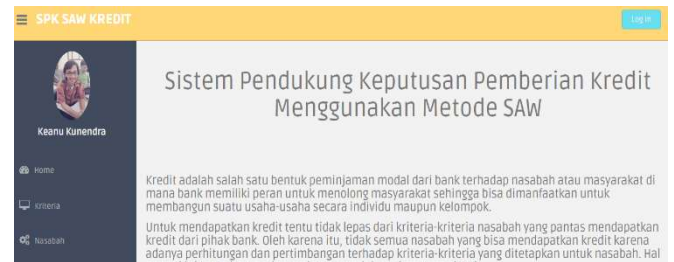 SPK SAW KREDIT
Log in
Sistem Pendukung Keputusan Pemberian Kredit
Menggunakan Metode SAW
Keanu Kunendra
Home
Kriteria
Nasabah
Kredit adalah salah satu bentuk peminjaman modal dari bank terhadap nasabah atau masyarakat di
mana bank memiliki peran untuk menolong masyarakat sehingga bisa dimanfaatkan untuk
membangun suatu usaha-usaha secara individu maupun kelompok.
Untuk mendapatkan kredit tentu tidak lepas dari kriteria-kriteria nasabah yang pantas mendapatkan
kredit dari pihak bank. Oleh karena itu, tidak semua nasabah yang bisa mendapatkan kredit karena
adanya perhitungan dan pertimbangan terhadap kriteria-kriteria yang ditetapkan untuk nasabah. Hal